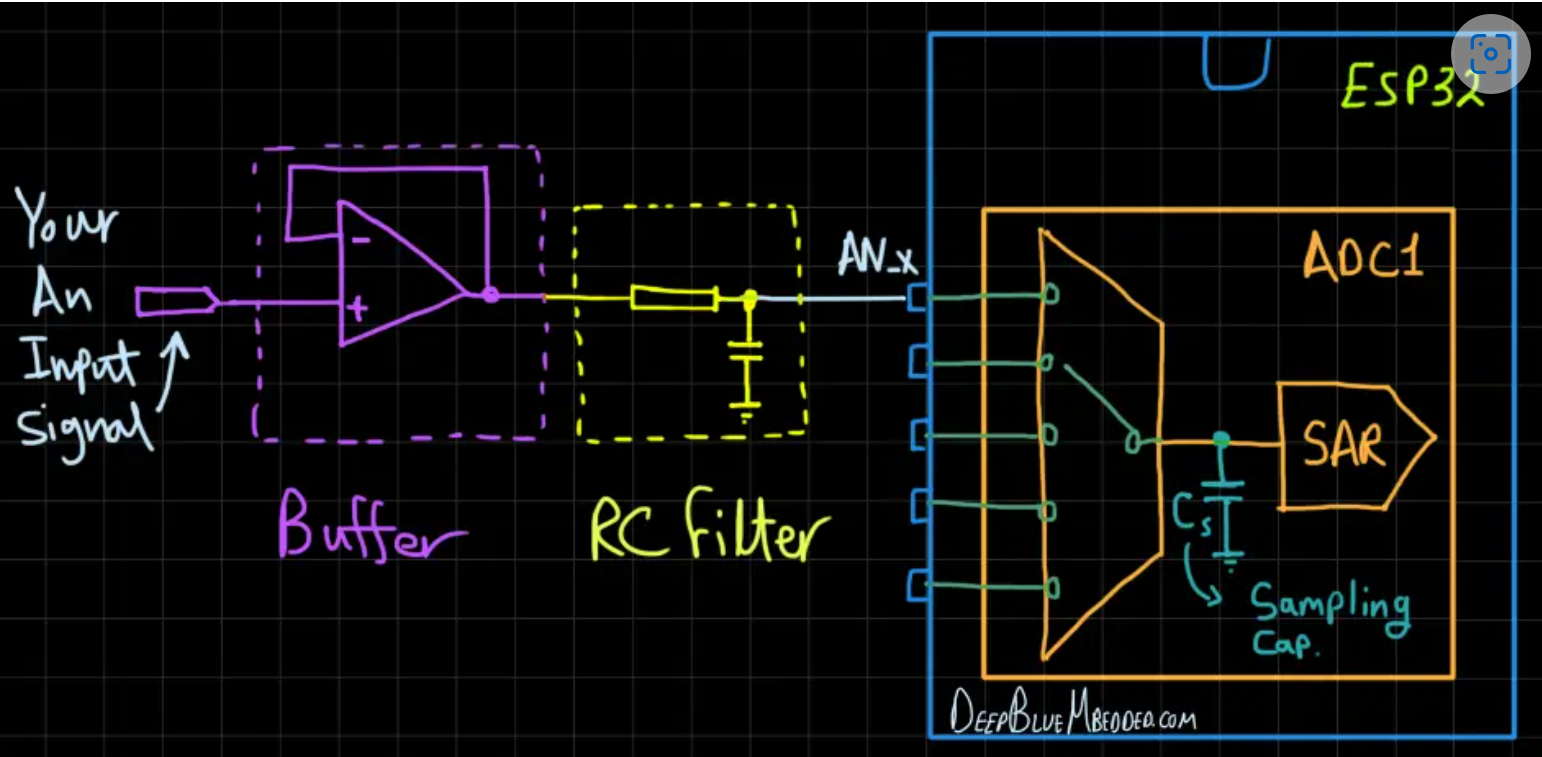 Your
An
Input
Signal
-
+
Buffer
RC Filter
AN_x
ESP32
ADC1
SAR
Cs
Sampling
Cap.
DEEPBLUEMBEDDED.COM